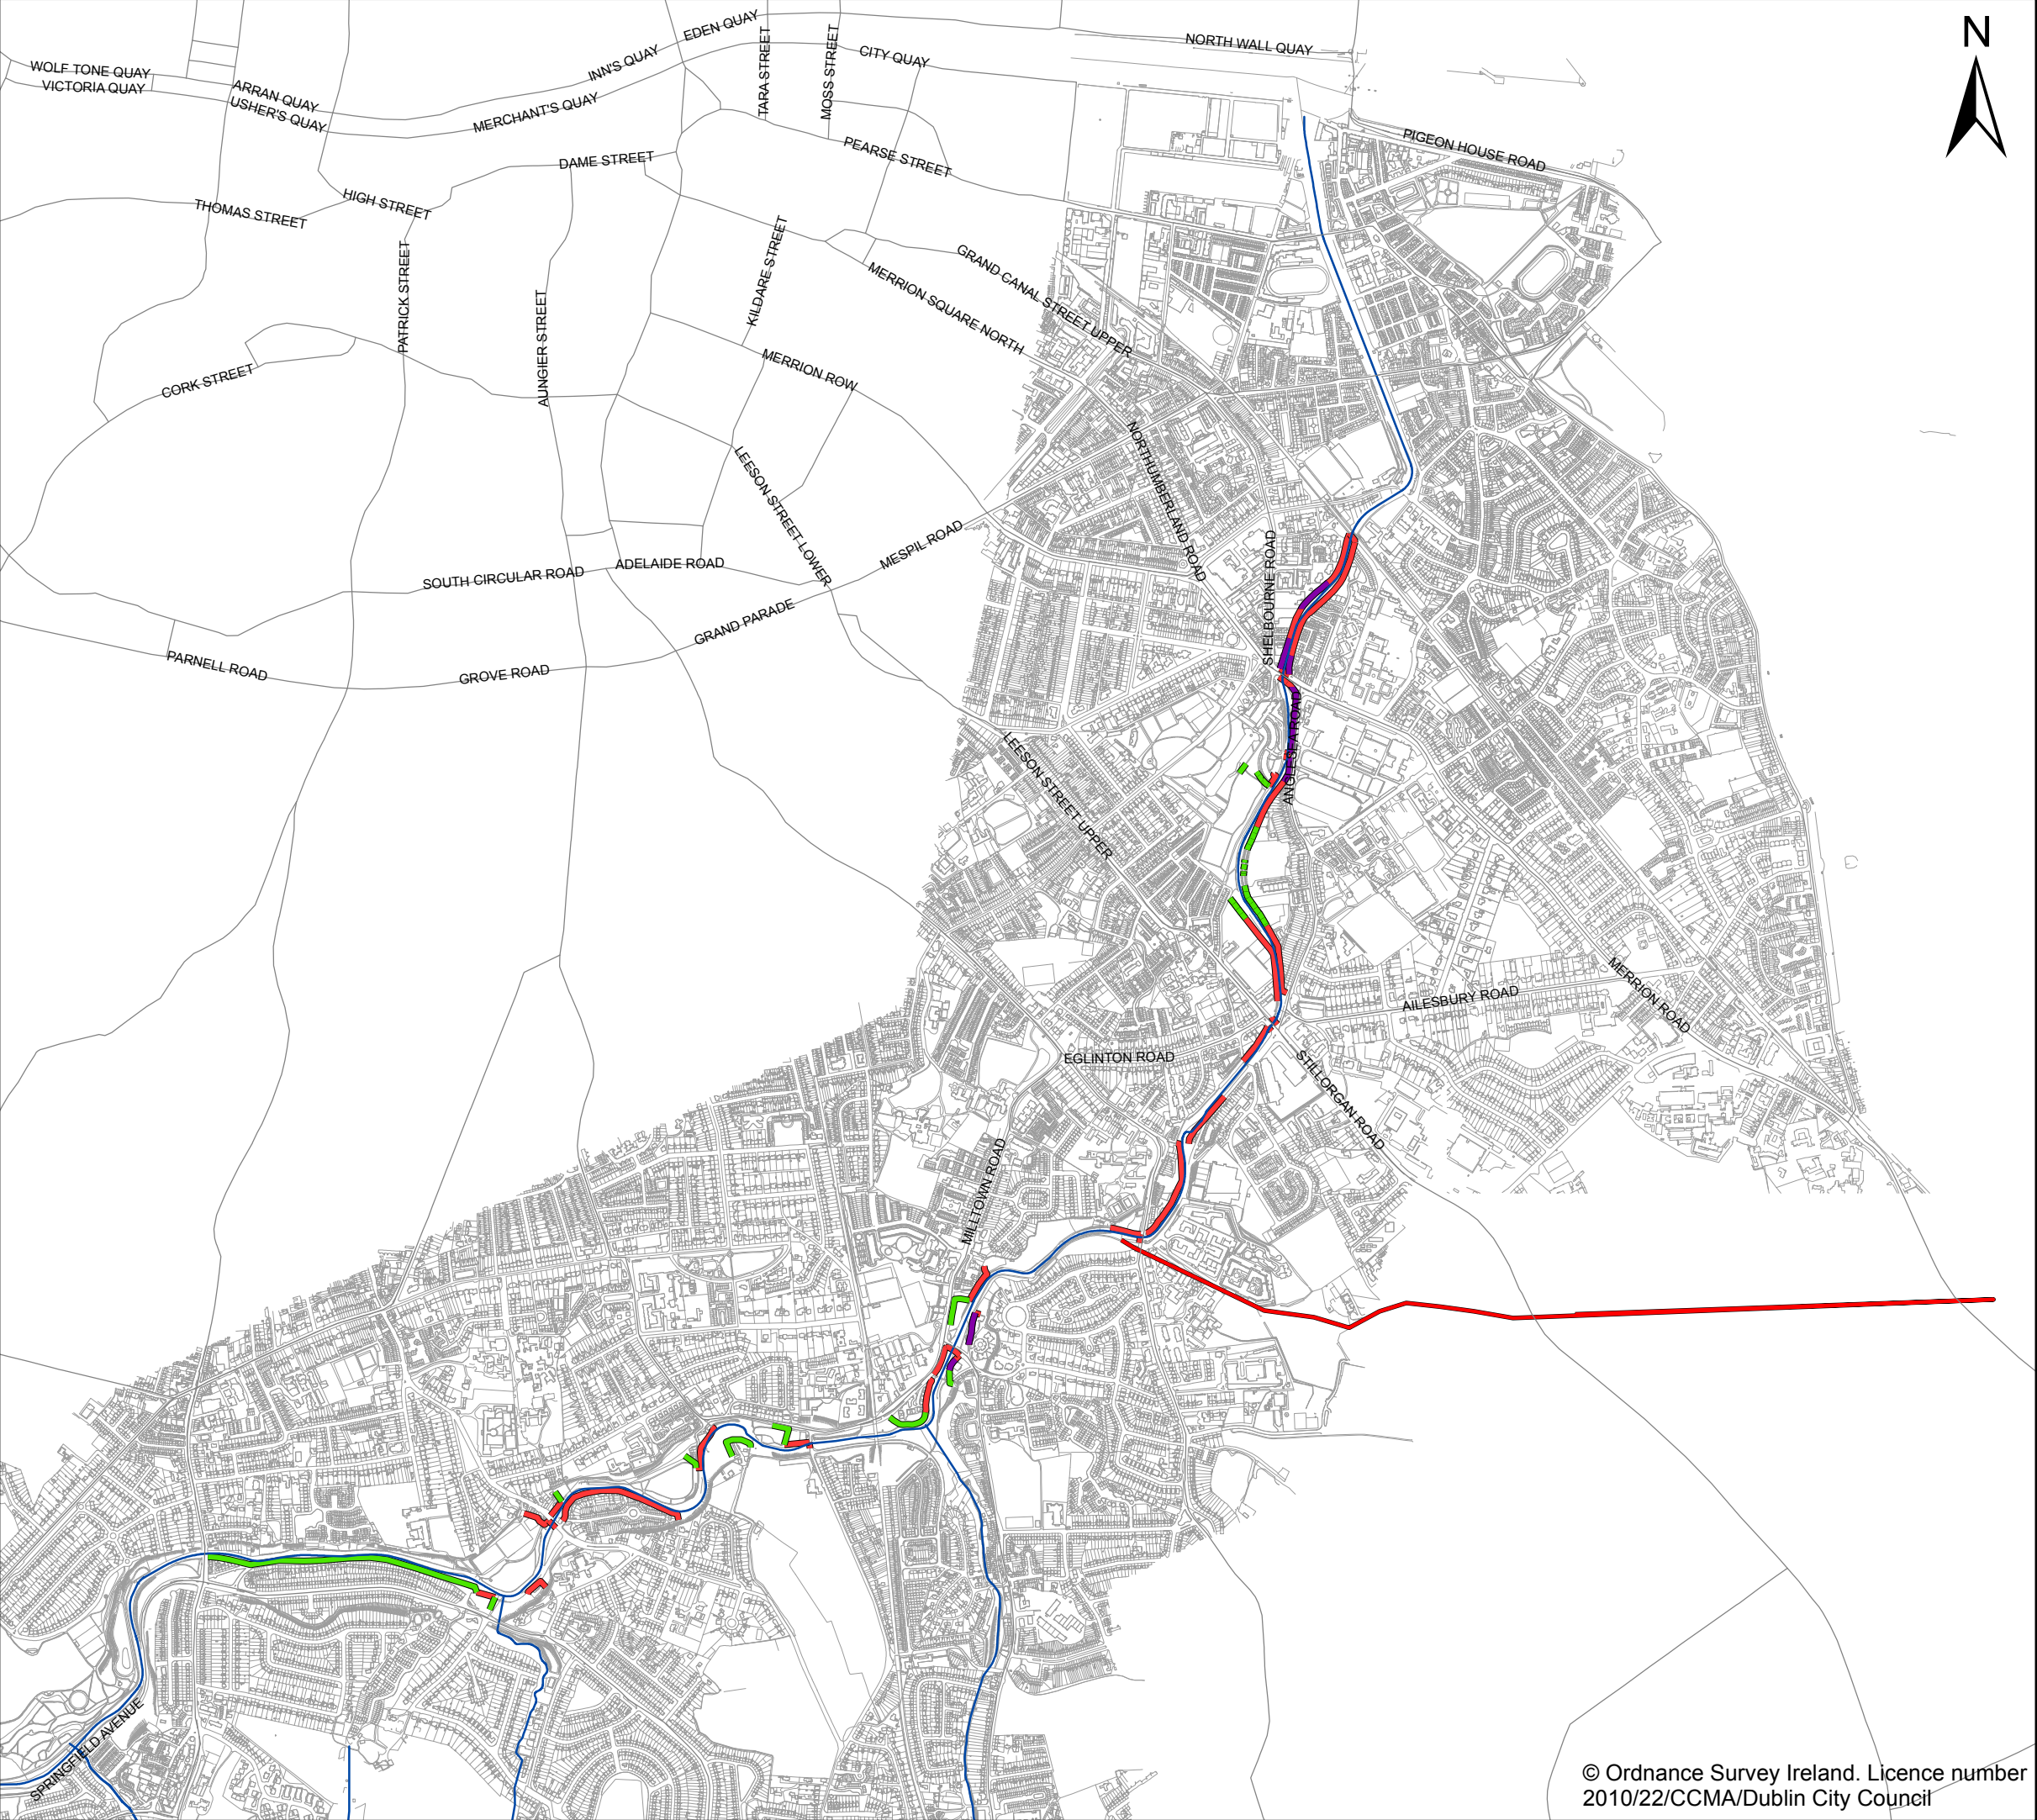 N
EDEN QUAY
TARA STREET
MOSS STREET
INN'S QUAY
CITY QUAY
NORTH WALL QUAY
WOLF TONE QUAY
VICTORIA QUAY
ARRAN QUAY
USHER'S QUAY
MERCHANT'S QUAY
PEARSE STREET
PIGEON HOUSE ROAD
DAME STREET
THOMAS STREET
HIGH STREET
PATRICK STREET
AUNGIER STREET
KILDARE STREET
GRAND CANAL STREET UPPER
MERRION SQUARE NORTH
MERRION ROW
CORK STREET
LEESON STREET LOWER
NORTHUMBERLAND ROAD
MESPIL ROAD
SHELBOURNE ROAD
ADELAIDE ROAD
SOUTH CIRCULAR ROAD
GRAND PARADE
PARNELL ROAD
GROVE ROAD
ANGLESEA ROAD
LEESON STREET UPPER
AILESBURY ROAD
MERRION ROAD
EGLINTON ROAD
STILLORGAN ROAD
MILLTOWN ROAD
SPRINGFIELD AVENUE
© Ordnance Survey Ireland. Licence number
2010/22/CCMA/Dublin City Council